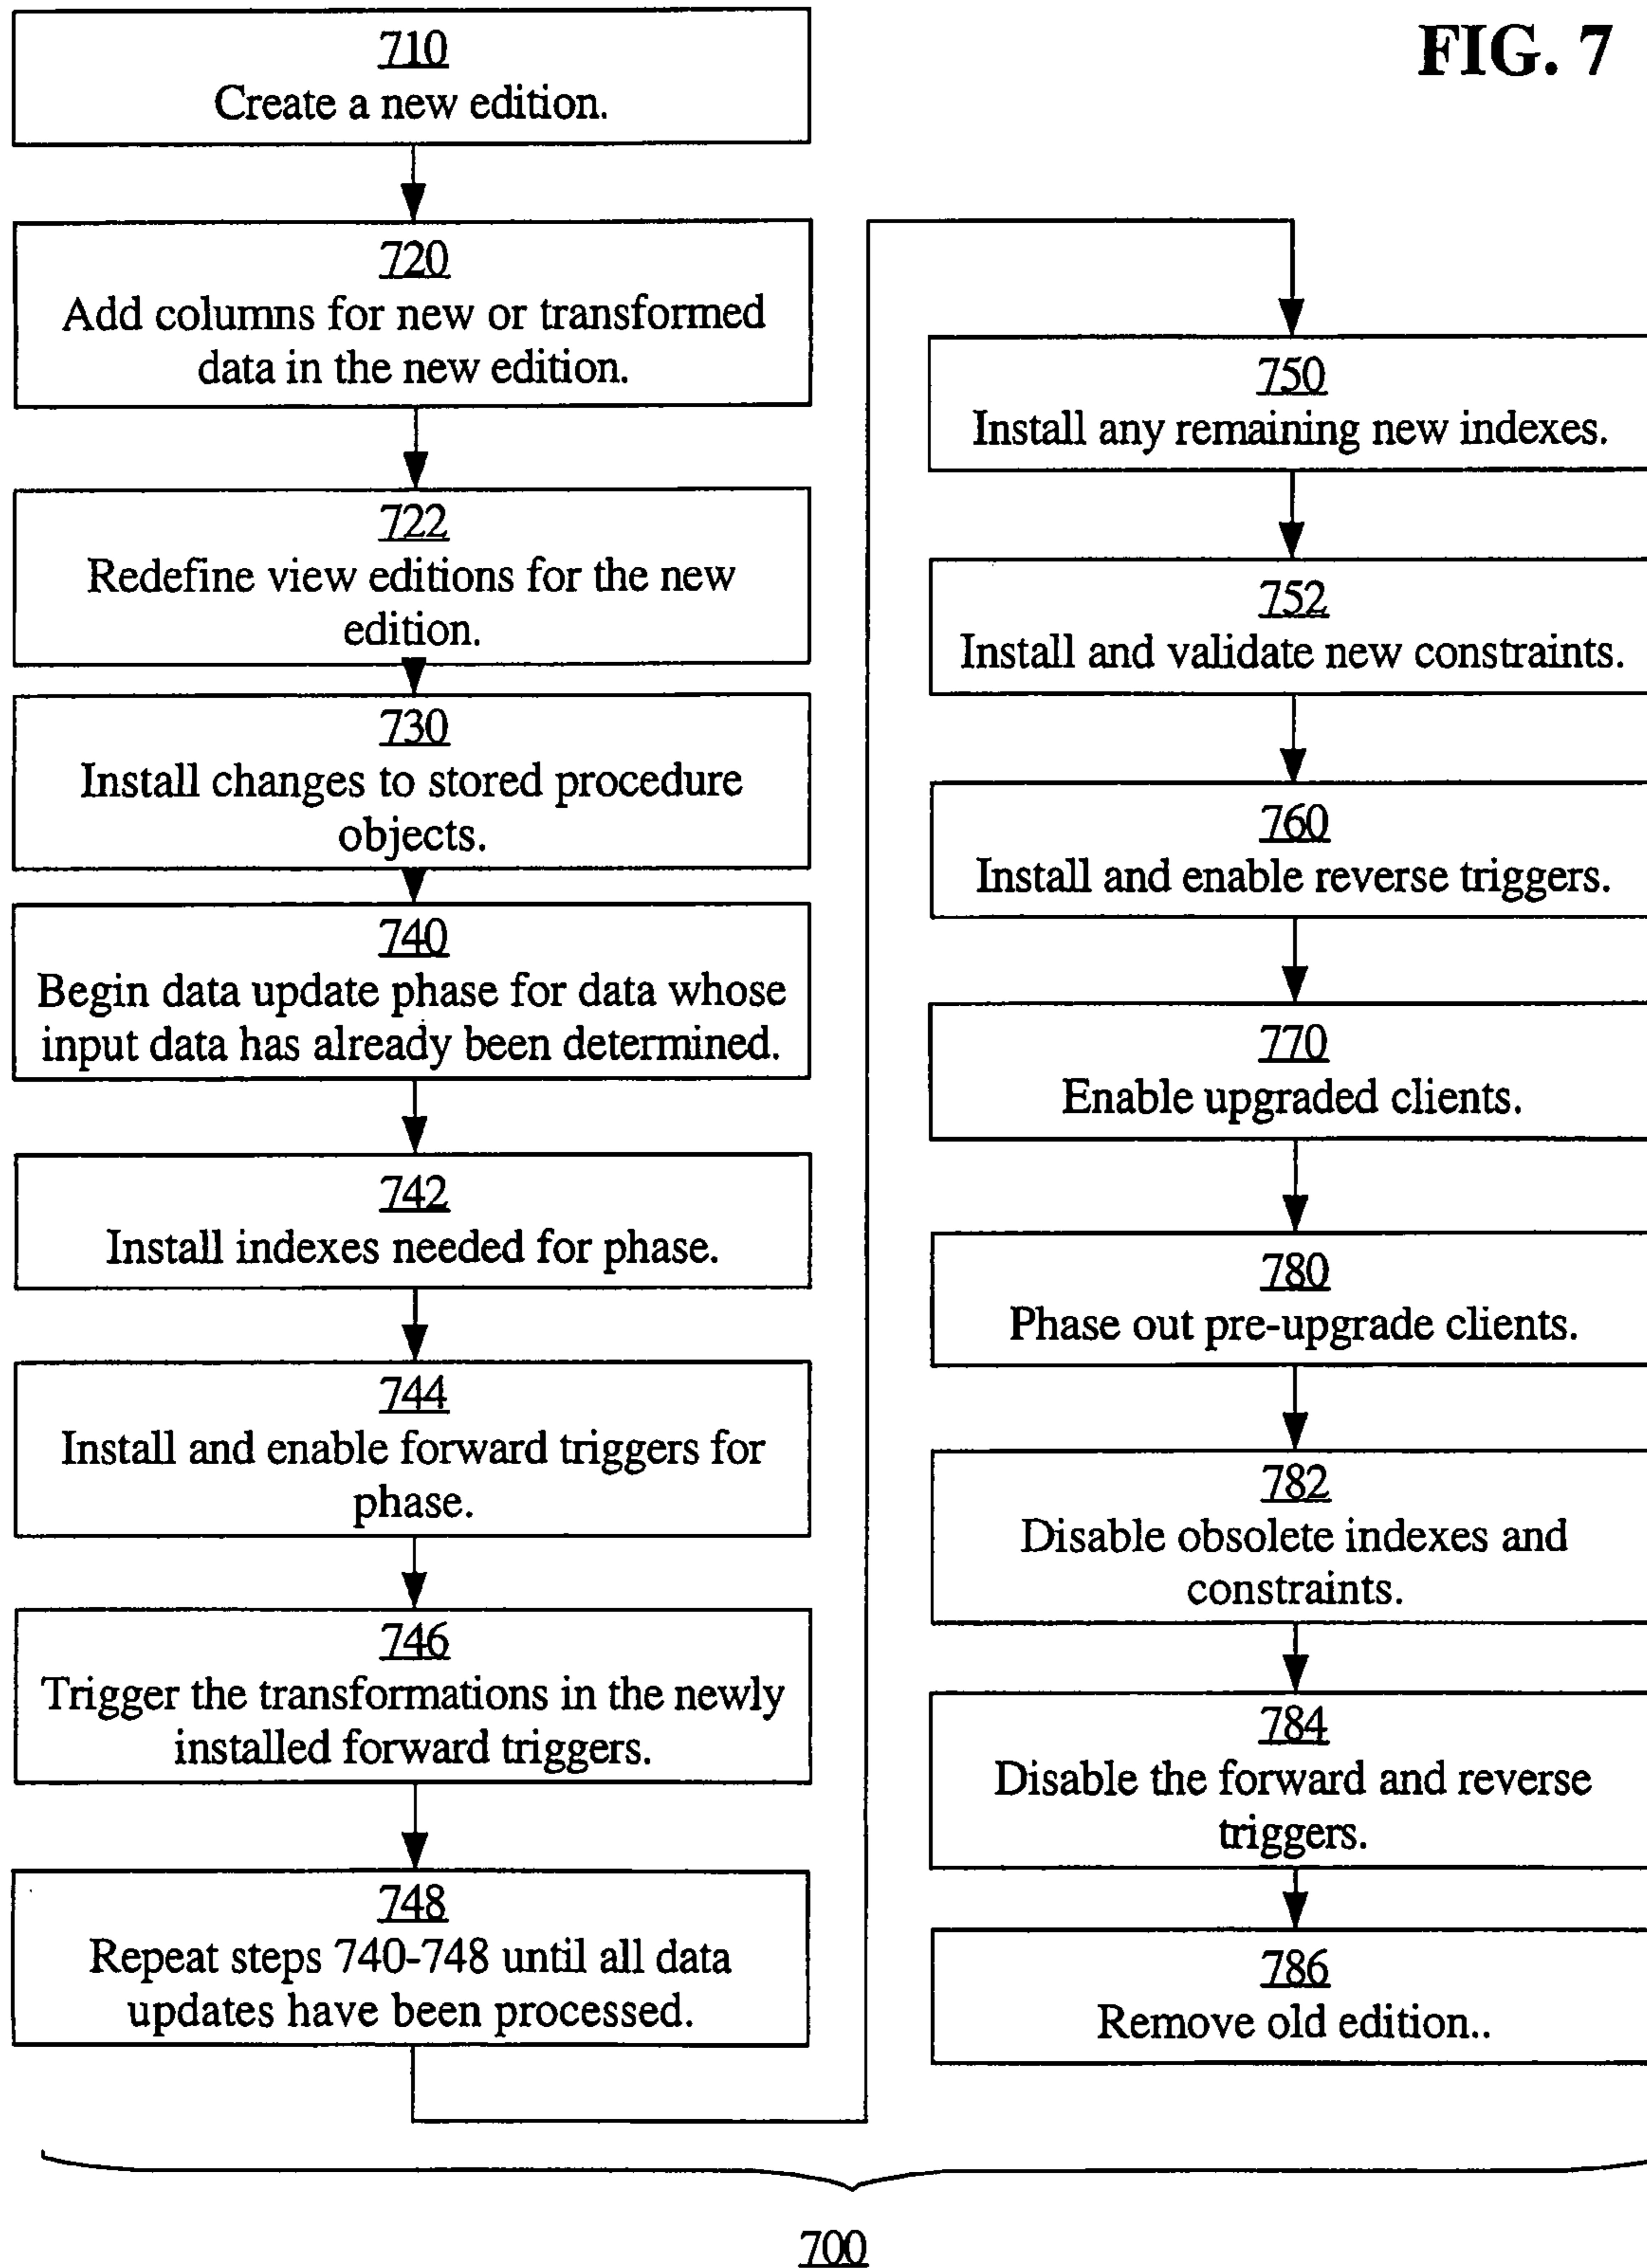 FIG. 7
710
Create a new edition.
720
Add columns for new or transformed
data in the new edition.
722
Redefine view editions for the new
edition.
730
Install changes to stored procedure
objects.
740
Begin data update phase for data whose
input data has already been determined.
742
Install indexes needed for phase.
744
Install and enable forward triggers for
phase.
746
Trigger the transformations in the newly
installed forward triggers.
748
Repeat steps 740-748 until all data
updates have been processed.
750
Install any remaining new indexes.
752
Install and validate new constraints.
760
Install and enable reverse triggers.
770
Enable upgraded clients.
780
Phase out pre-upgrade clients.
782
Disable obsolete indexes and
constraints.
784
Disable the forward and reverse
triggers.
786
Remove old edition..
700